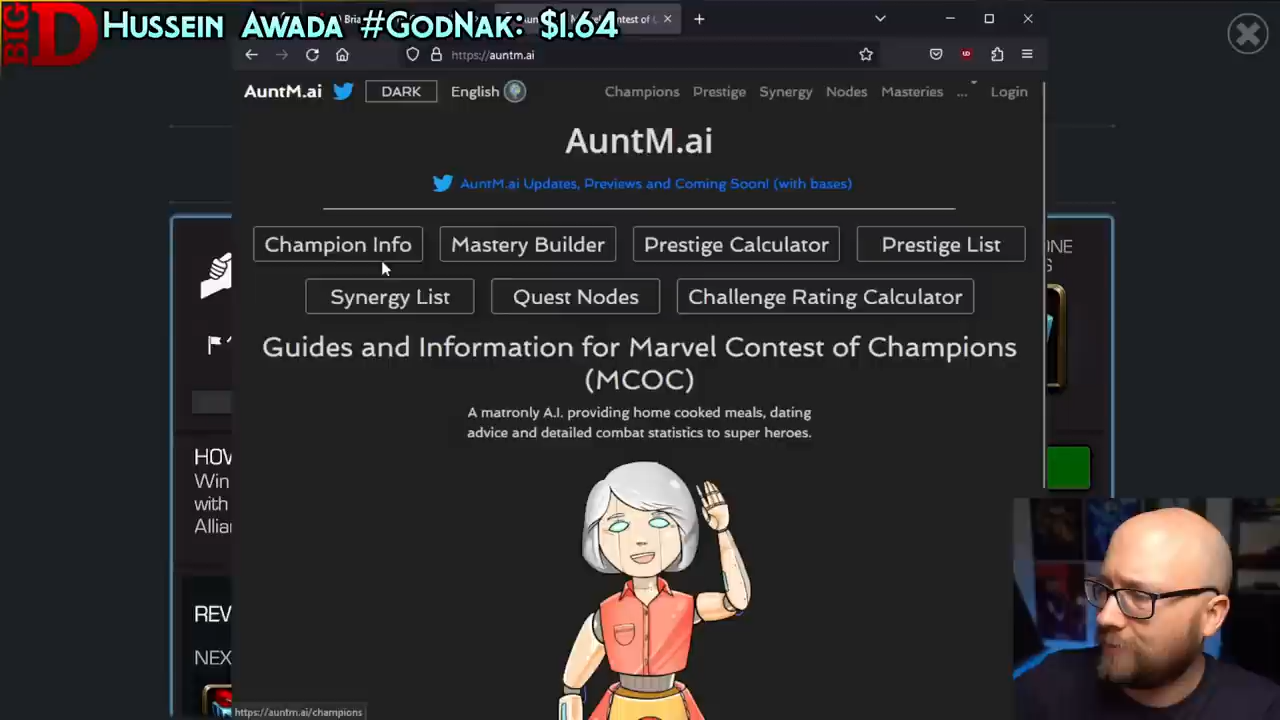 BIG D
Hussein Awada #GodNak: $1.64
https://auntm.ai
AuntM.ai
DARK
English
Champions
Prestige
Synergy
Nodes
Masteries
...
Login
AuntM.ai
AuntM.ai Updates, Previews and Coming Soon! (with bases)
Champion Info
Mastery Builder
Prestige Calculator
Prestige List
Synergy List
Quest Nodes
Challenge Rating Calculator
Guides and Information for Marvel Contest of Champions
(MCOC)
A matronly A.I. providing home cooked meals, dating
advice and detailed combat statistics to super heroes.
ONE
S
HOW
Win
with
Allian
REV
NEX
https://auntm.ai/champions